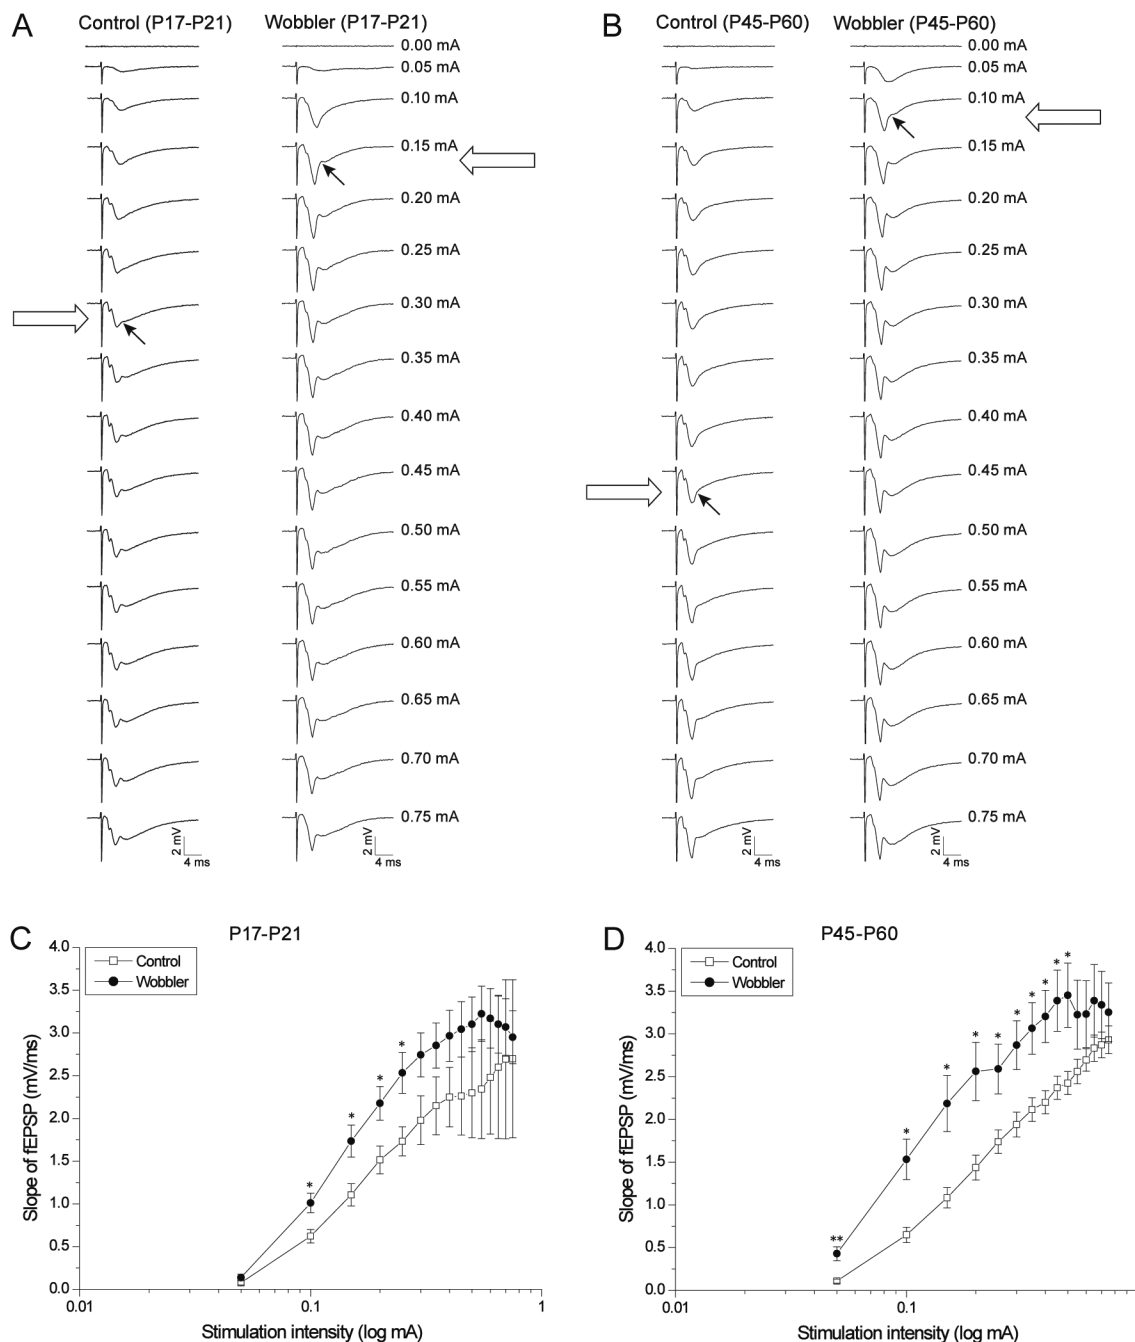 A
Control (P17-P21) Wobbler (P17-P21)
0.00 mA
0.05 mA
0.10 mA
0.15 mA
0.20 mA
0.25 mA
0.30 mA
0.35 mA
0.40 mA
0.45 mA
0.50 mA
0.55 mA
0.60 mA
0.65 mA
0.70 mA
0.75 mA
2 mV
4 ms
2 mV
4 ms
B
Control (P45-P60) Wobbler (P45-P60)
0.00 mA
0.05 mA
0.10 mA
0.15 mA
0.20 mA
0.25 mA
0.30 mA
0.35 mA
0.40 mA
0.45 mA
0.50 mA
0.55 mA
0.60 mA
0.65 mA
0.70 mA
0.75 mA
2 mV
4 ms
2 mV
4 ms
C
P17-P21
Control
Wobbler
Slope of fEPSP (mV/ms)
4.0
3.5
3.0
2.5
2.0
1.5
1.0
0.5
0.0
* * * *
0.01 0.1 1
Stimulation intensity (log mA)
D
P45-P60
Control
Wobbler
Slope of fEPSP (mV/ms)
4.0
3.5
3.0
2.5
2.0
1.5
1.0
0.5
0.0
** * * * * * * * * *
0.01 0.1
Stimulation intensity (log mA)